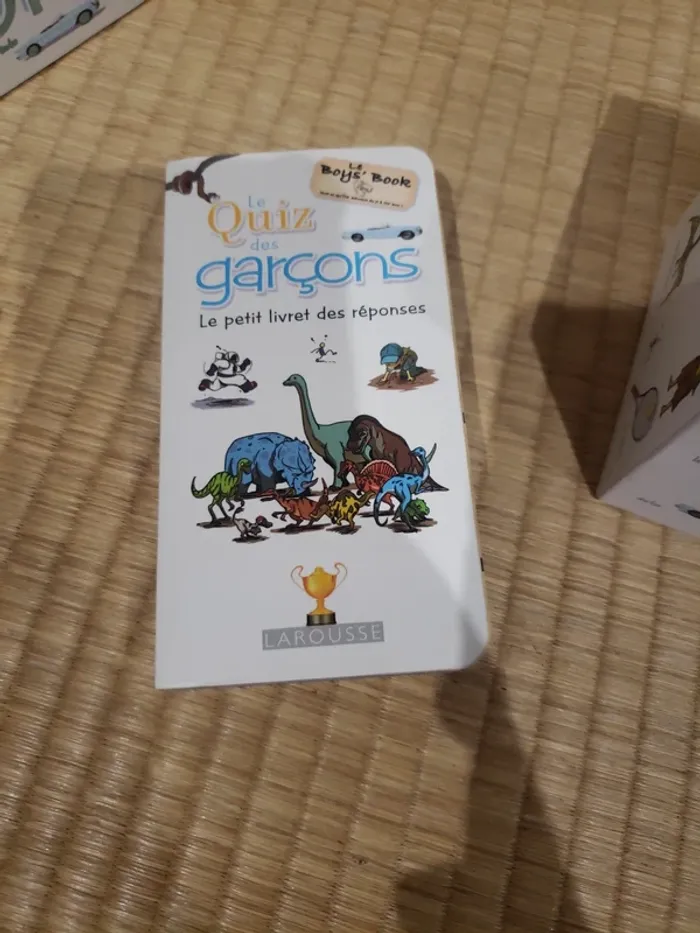 Le
Boys' Book
Le
Quiz
des
garçons
Le petit livret des réponses
LAROUSSE